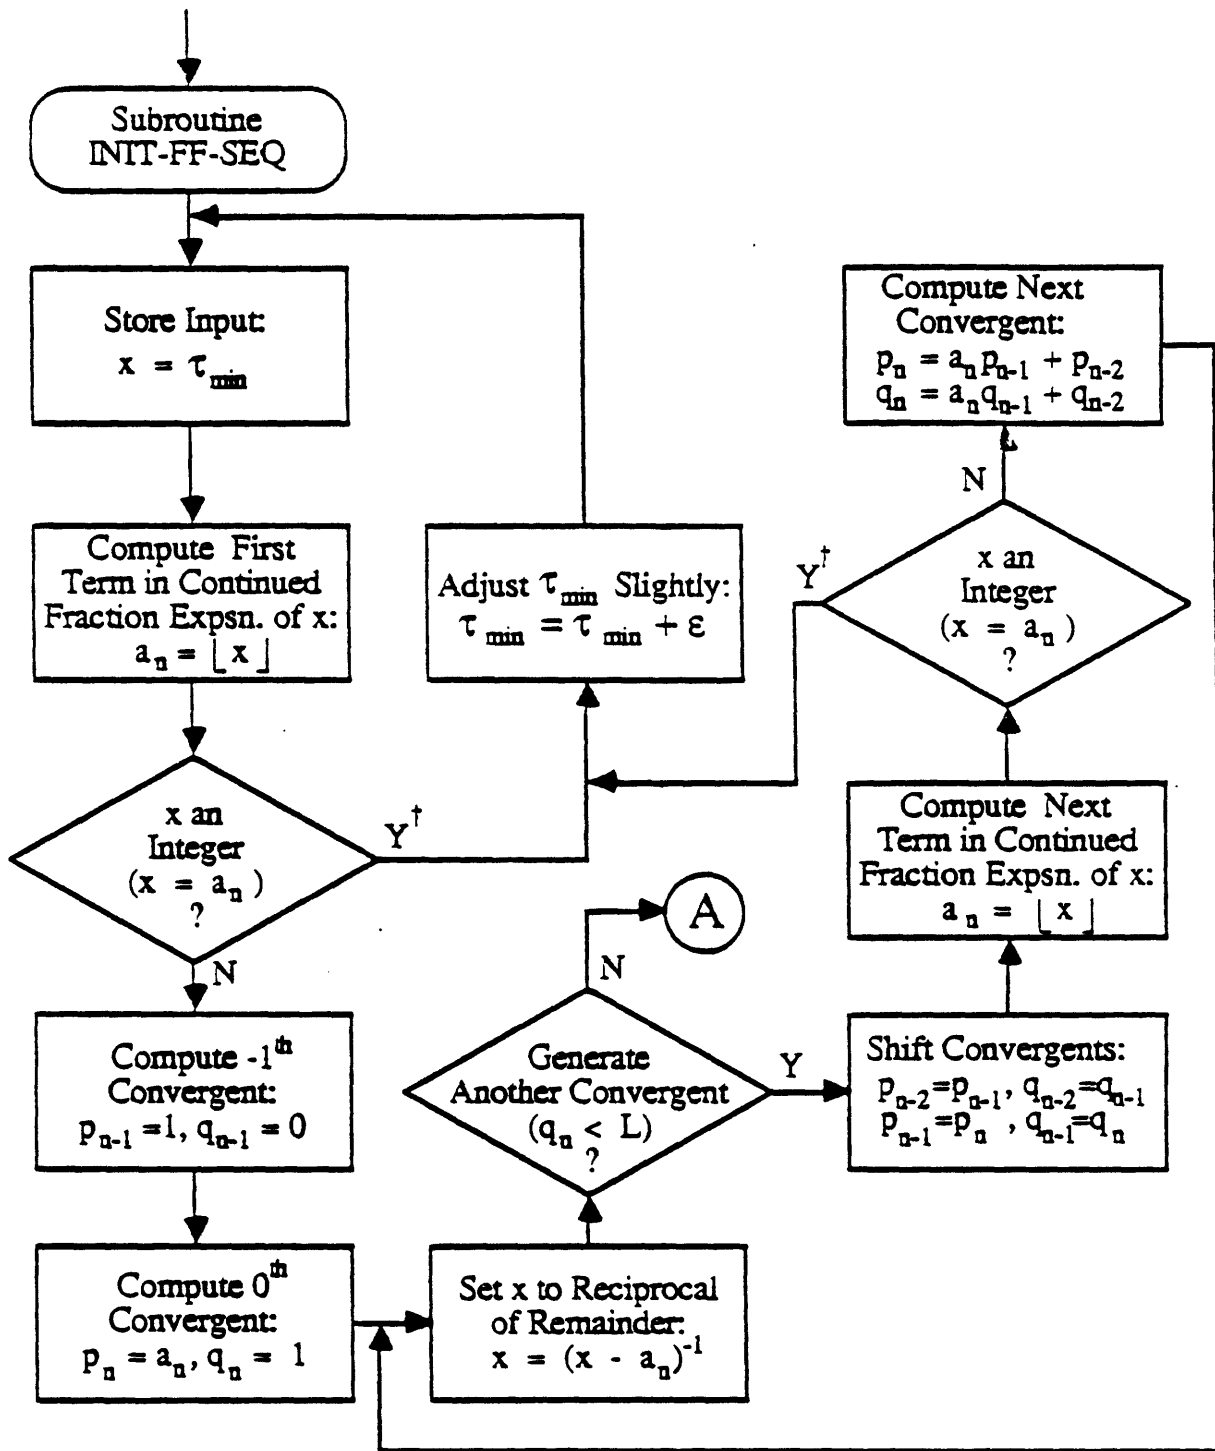 Subroutine
INIT-FF-SEQ
Store Input:
x = τ_min
Compute First
Term in Continued
Fraction Expsn. of x:
a_n = ⌊ x ⌋
x an
Integer
(x = a_n)
?
Y†
N
Adjust τ_min Slightly:
τ_min = τ_min + ε
Compute -1^th
Convergent:
p_n-1 = 1, q_n-1 = 0
Compute 0^th
Convergent:
p_n = a_n, q_n = 1
Set x to Reciprocal
of Remainder:
x = (x - a_n)^-1
Generate
Another Convergent
(q_n < L)
?
N
A
Y
Shift Convergents:
p_n-2=p_n-1, q_n-2=q_n-1
p_n-1=p_n , q_n-1=q_n
Compute Next
Term in Continued
Fraction Expsn. of x:
a_n = ⌊ x ⌋
x an
Integer
(x = a_n)
?
Y†
N
Compute Next
Convergent:
p_n = a_n p_n-1 + p_n-2
q_n = a_n q_n-1 + q_n-2